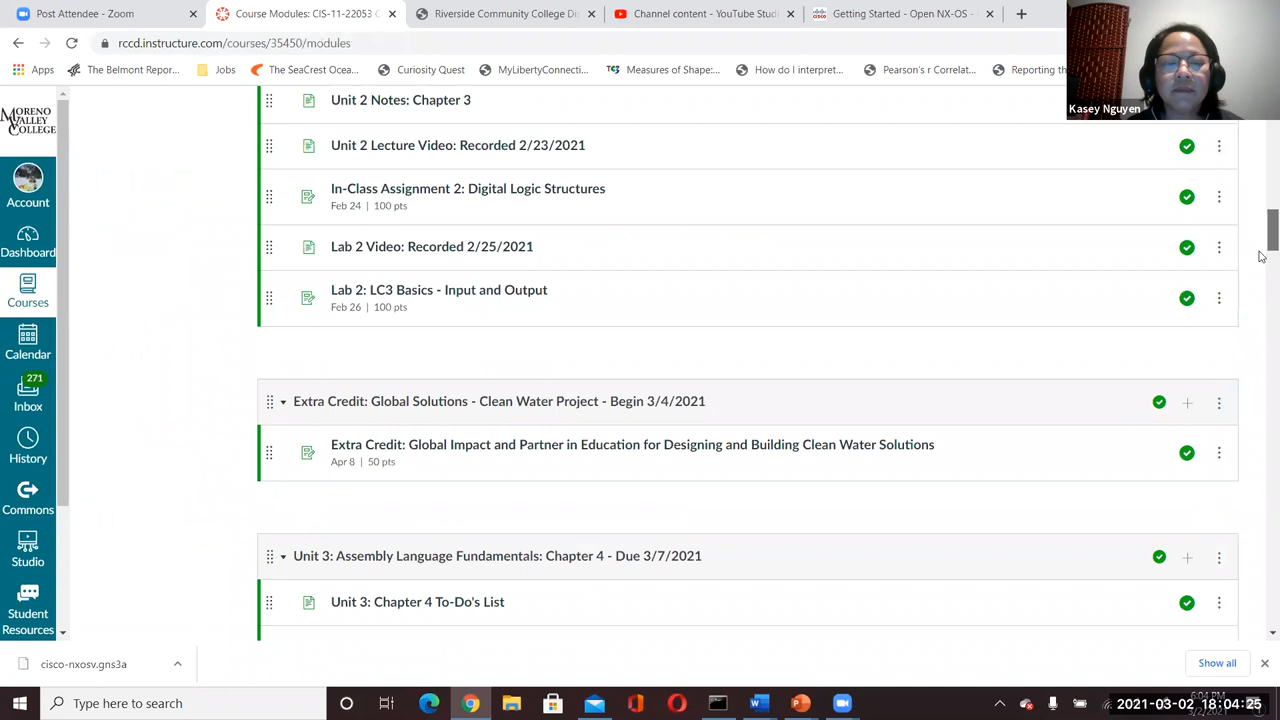 Post Attendee - Zoom
Course Modules: CIS-11-22053 C
Riverside Community College Di
Channel content - YouTube Stud
Getting Started - Open NX-OS -
rccd.instructure.com/courses/35450/modules
Apps
The Belmont Repor...
Jobs
The SeaCrest Ocea...
Curiosity Quest
MyLibertyConnecti...
Measures of Shape:...
How do I interpret...
Pearson's r Correlat...
Reporting th
Kasey Nguyen
MORENO
VALLEY
COLLEGE
Account
Dashboard
Courses
Calendar
271
Inbox
History
Commons
Studio
Student
Resources
Unit 2 Notes: Chapter 3
Unit 2 Lecture Video: Recorded 2/23/2021
In-Class Assignment 2: Digital Logic Structures
Feb 24 | 100 pts
Lab 2 Video: Recorded 2/25/2021
Lab 2: LC3 Basics - Input and Output
Feb 26 | 100 pts
Extra Credit: Global Solutions - Clean Water Project - Begin 3/4/2021
Extra Credit: Global Impact and Partner in Education for Designing and Building Clean Water Solutions
Apr 8 | 50 pts
Unit 3: Assembly Language Fundamentals: Chapter 4 - Due 3/7/2021
Unit 3: Chapter 4 To-Do's List
cisco-nxosv.gns3a
Show all
Type here to search
6:04 PM
2021-03-02 18:04:25
3/2/2021